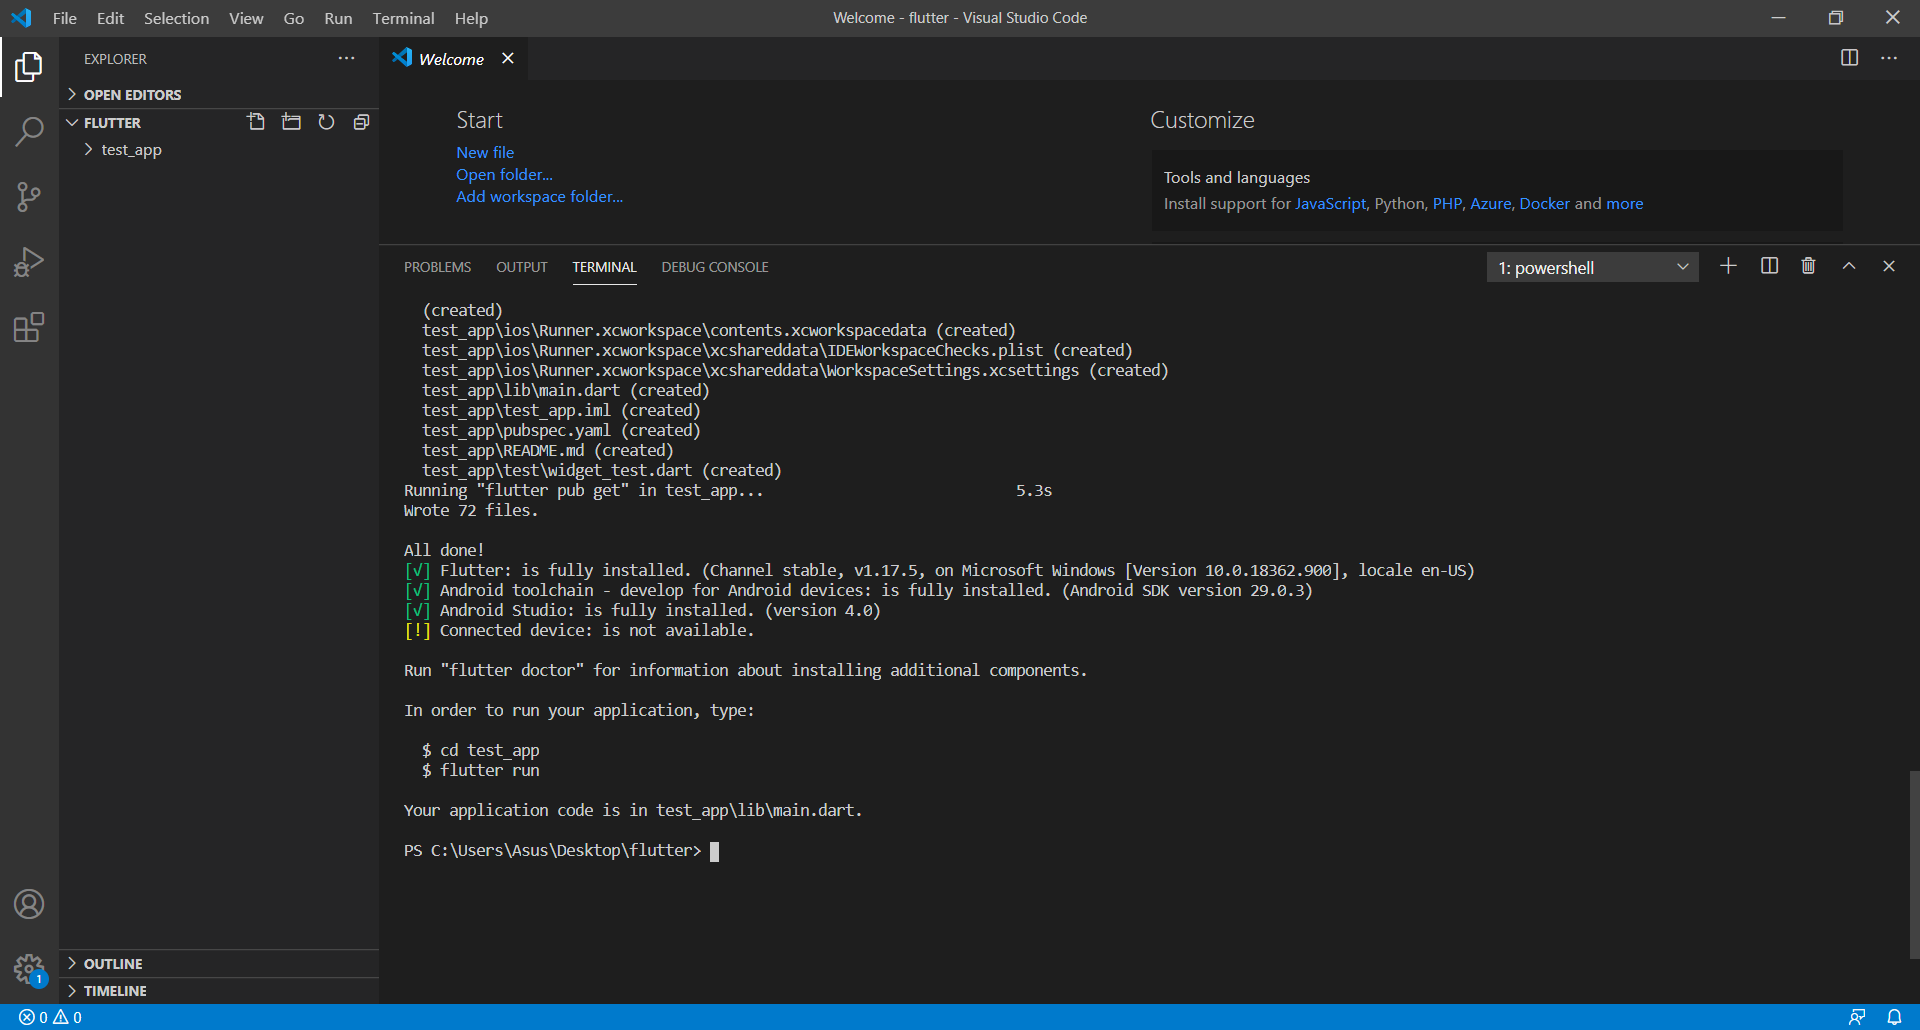 File Edit Selection View Go Run Terminal Help
Welcome - flutter - Visual Studio Code
EXPLORER
OPEN EDITORS
FLUTTER
test_app
OUTLINE
TIMELINE
Welcome
Start
New file
Open folder...
Add workspace folder...
Customize
Tools and languages
Install support for JavaScript, Python, PHP, Azure, Docker and more
PROBLEMS OUTPUT TERMINAL DEBUG CONSOLE
1: powershell
(created)
test_app\ios\Runner.xcworkspace\contents.xcworkspacedata (created)
test_app\ios\Runner.xcworkspace\xcshareddata\IDEWorkspaceChecks.plist (created)
test_app\ios\Runner.xcworkspace\xcshareddata\WorkspaceSettings.xcsettings (created)
test_app\lib\main.dart (created)
test_app\test_app.iml (created)
test_app\pubspec.yaml (created)
test_app\README.md (created)
test_app\test\widget_test.dart (created)
Running "flutter pub get" in test_app... 5.3s
Wrote 72 files.
All done!
[√] Flutter: is fully installed. (Channel stable, v1.17.5, on Microsoft Windows [Version 10.0.18362.900], locale en-US)
[√] Android toolchain - develop for Android devices: is fully installed. (Android SDK version 29.0.3)
[√] Android Studio: is fully installed. (version 4.0)
[!] Connected device: is not available.
Run "flutter doctor" for information about installing additional components.
In order to run your application, type:
$ cd test_app
$ flutter run
Your application code is in test_app\lib\main.dart.
PS C:\Users\Asus\Desktop\flutter>
1
0 0